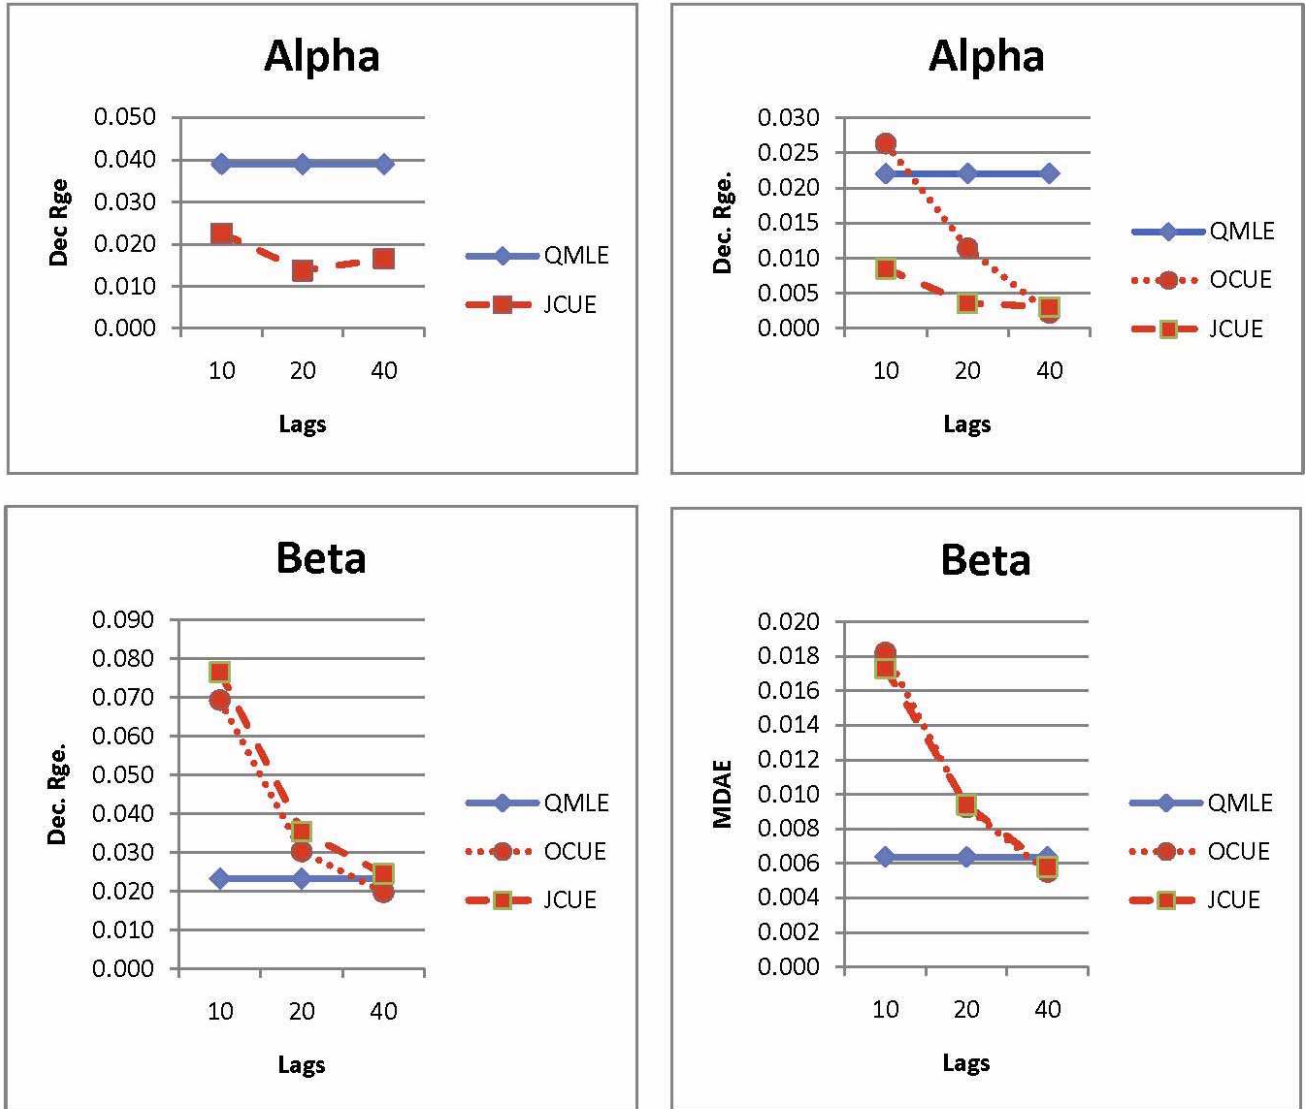 Alpha
0.050
0.040
0.030
0.020
0.010
0.000
Dec Rge
10 20 40
Lags
QMLE
JCUE
Alpha
0.030
0.025
0.020
0.015
0.010
0.005
0.000
Dec. Rge.
10 20 40
Lags
QMLE
OCUE
JCUE
Beta
0.090
0.080
0.070
0.060
0.050
0.040
0.030
0.020
0.010
0.000
Dec. Rge.
10 20 40
Lags
QMLE
OCUE
JCUE
Beta
0.020
0.018
0.016
0.014
0.012
0.010
0.008
0.006
0.004
0.002
0.000
MDAE
10 20 40
Lags
QMLE
OCUE
JCUE